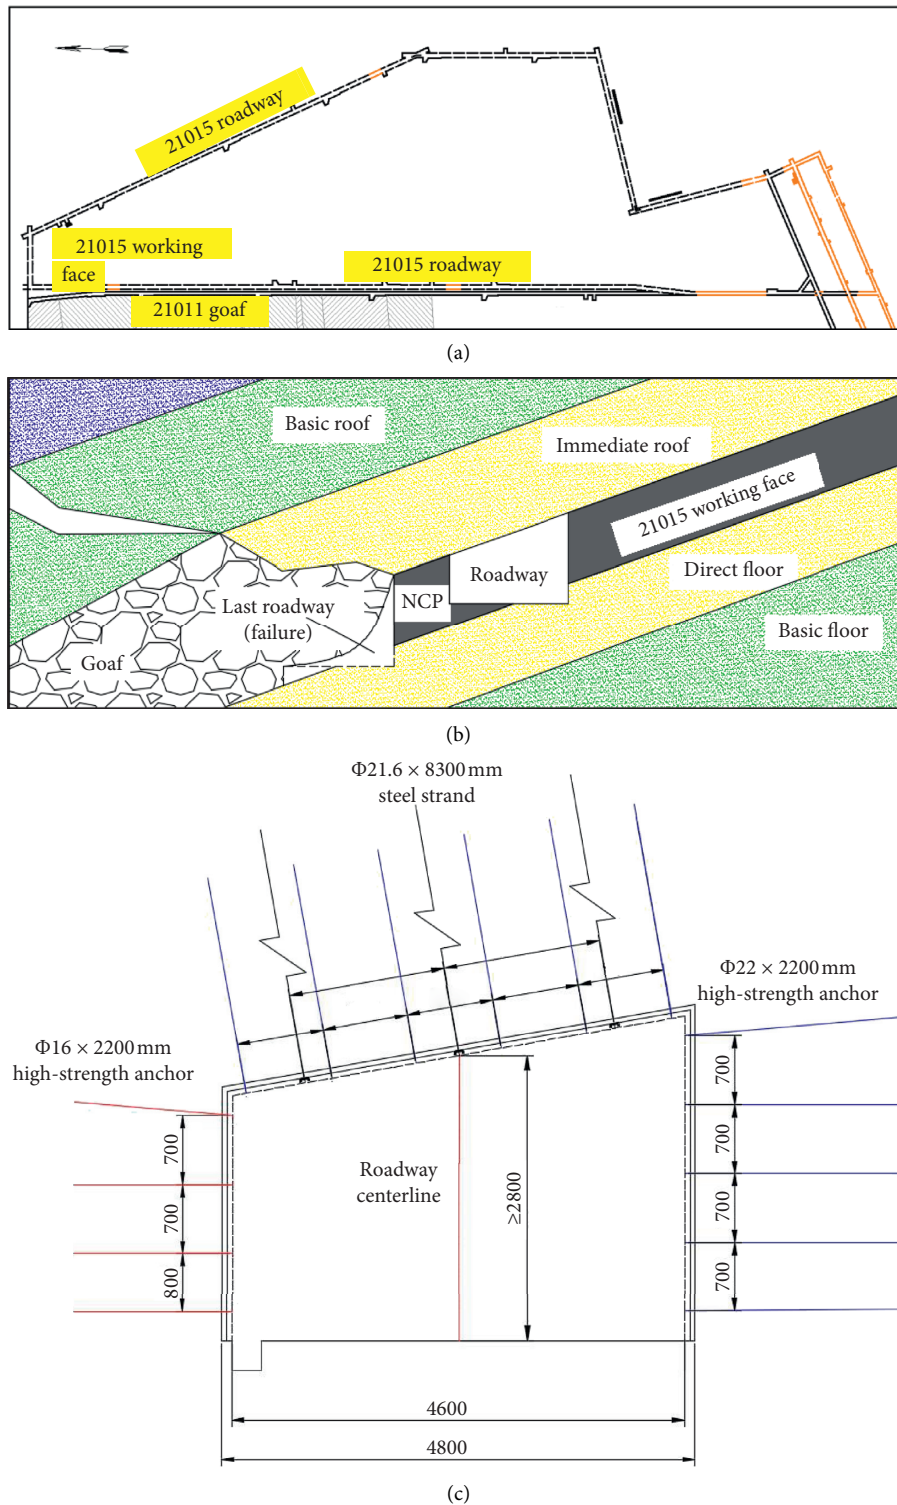 21015 roadway
21015 working
face
21015 roadway
21011 goaf
(a)
Basic roof
Immediate roof
21015 working face
Roadway
Direct floor
NCP
Last roadway
(failure)
Basic floor
Goaf
(b)
Φ21.6 × 8300 mm
steel strand
Φ22 × 2200 mm
high-strength anchor
Φ16 × 2200 mm
high-strength anchor
700
700
800
Roadway
centerline
≥2800
700
700
700
700
4600
4800
(c)